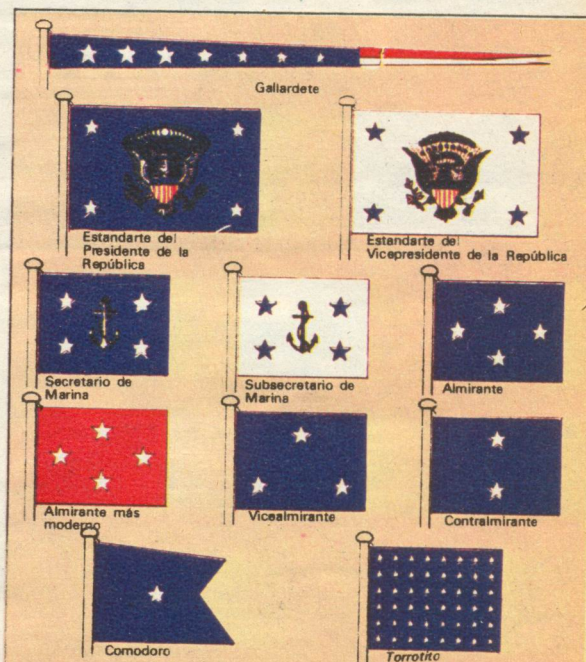 Gallardete
Estandarte del
Presidente de la
República
Estandarte del
Vicepresidente de la República
Secretario de
Marina
Subsecretario de
Marina
Almirante
Almirante más
moderno
Vicealmirante
Contralmirante
Comodoro
Torrotito